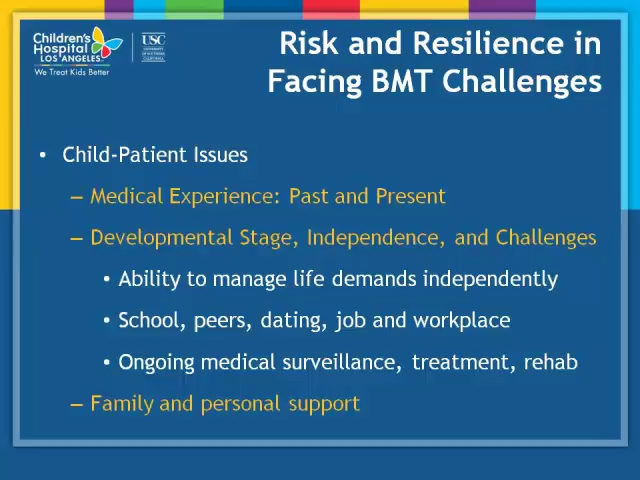 Children's
Hospital
LOS ANGELES
We Treat Kids Better
USC
Risk and Resilience in
Facing BMT Challenges
• Child-Patient Issues
– Medical Experience: Past and Present
– Developmental Stage, Independence, and Challenges
• Ability to manage life demands independently
• School, peers, dating, job and workplace
• Ongoing medical surveillance, treatment, rehab
– Family and personal support